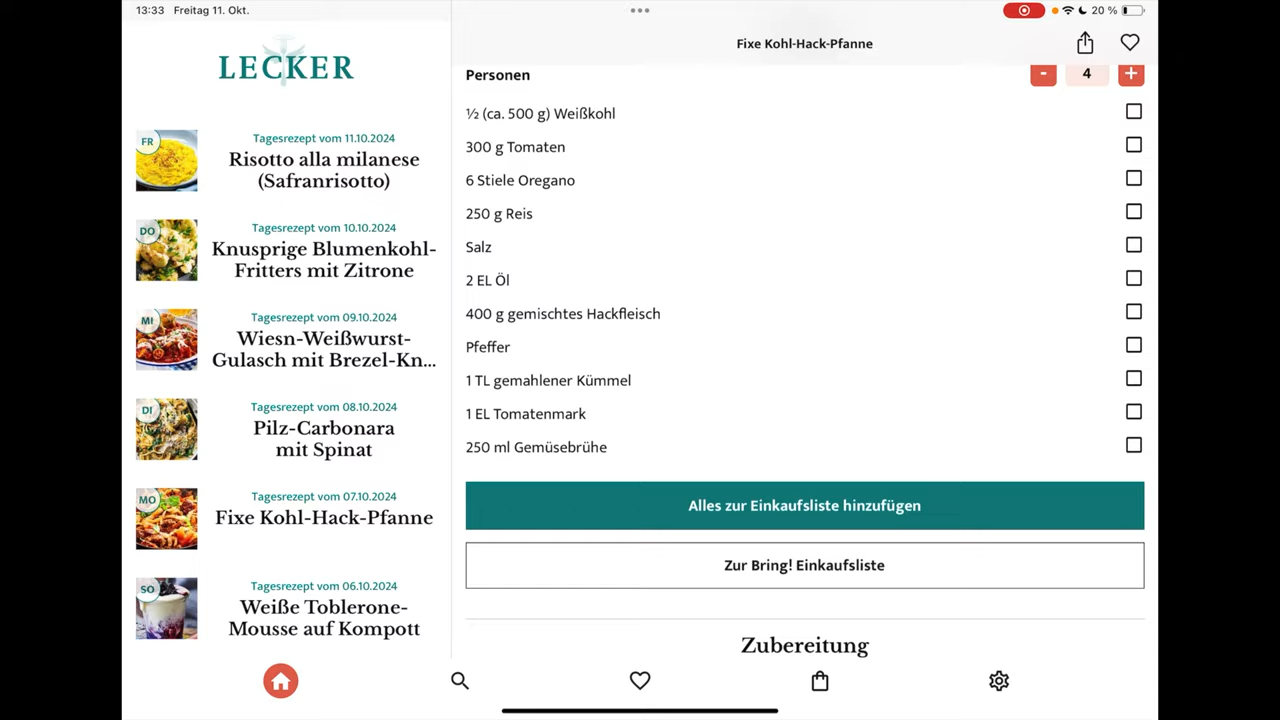 13:33 Freitag 11. Okt.
20 %
LECKER
FR
Tagesrezept vom 11.10.2024
Risotto alla milanese
(Safranrisotto)
DO
Tagesrezept vom 10.10.2024
Knusprige Blumenkohl-
Fritters mit Zitrone
MI
Tagesrezept vom 09.10.2024
Wiesn-Weißwurst-
Gulasch mit Brezel-Kn...
DI
Tagesrezept vom 08.10.2024
Pilz-Carbonara
mit Spinat
MO
Tagesrezept vom 07.10.2024
Fixe Kohl-Hack-Pfanne
SO
Tagesrezept vom 06.10.2024
Weiße Toblerone-
Mousse auf Kompott
Fixe Kohl-Hack-Pfanne
Personen - 4 +
½ (ca. 500 g) Weißkohl
300 g Tomaten
6 Stiele Oregano
250 g Reis
Salz
2 EL Öl
400 g gemischtes Hackfleisch
Pfeffer
1 TL gemahlener Kümmel
1 EL Tomatenmark
250 ml Gemüsebrühe
Alles zur Einkaufsliste hinzufügen
Zur Bring! Einkaufsliste
Zubereitung